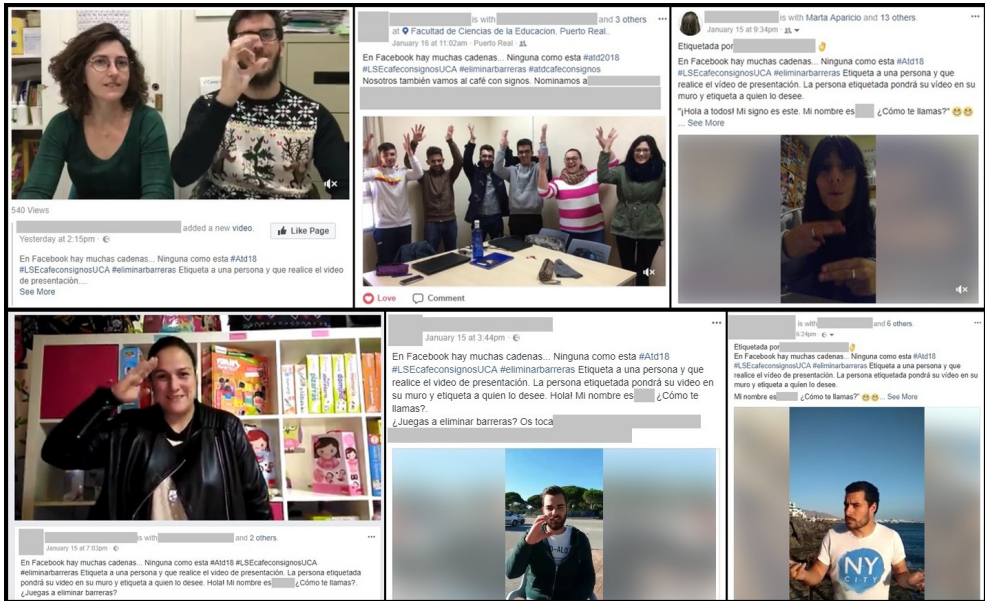 540 Views
added a new video.
Yesterday at 2:15pm
Like Page
En Facebook hay muchas cadenas... Ninguna como esta #Atd18
#LSEcafeconsignosUCA #eliminarbarreras Etiqueta a una persona y que realice el video
de presentación....
See More
is with and 3 others
at Facultad de Ciencias de la Educacion, Puerto Real..
January 16 at 11:02am · Puerto Real
En Facebook hay muchas cadenas... Ninguna como esta #atd2018
#LSEcafeconsignosUCA #eliminarbarreras #atdcafeconsignos
Nosotros también vamos al café con signos. Nominamos a
Love Comment
is with Marta Aparicio and 13 others.
January 15 at 9:34pm
Etiquetada por
En Facebook hay muchas cadenas... Ninguna como esta #Atd18
#LSEcafeconsignosUCA #eliminarbarreras Etiqueta a una persona y que
realice el vídeo de presentación. La persona etiquetada pondrá su vídeo en su
muro y etiqueta a quien lo desee.
"¡Hola a todos! Mi signo es este. Mi nombre es ¿Cómo te llamas?"
... See More
is with and 2 others.
January 15 at 7:03pm
En Facebook hay muchas cadenas... Ninguna como esta #Atd18 #LSEcafeconsignosUCA
#eliminarbarreras Etiqueta a una persona y que realice el video de presentación. La persona etiquetada
pondrá su video en su muro y etiqueta a quien lo desee. Hola! Mi nombre es ¿Cómo te llamas?.
¿Juegas a eliminar barreras?
January 15 at 3:44pm
En Facebook hay muchas cadenas... Ninguna como esta #Atd18
#LSEcafeconsignosUCA #eliminarbarreras Etiqueta a una persona y que
realice el video de presentación. La persona etiquetada pondrá su video en
su muro y etiqueta a quien lo desee. Hola! Mi nombre es ¿Cómo te
llamas?.
¿Juegas a eliminar barreras? Os toca
is with and 6 others.
6:24pm
Etiquetada por
En Facebook hay muchas cadenas... Ninguna como esta #Atd18
#LSEcafeconsignosUCA #eliminarbarreras Etiqueta a una persona y que
realice el vídeo de presentación. La persona etiquetada pondrá su vídeo en su
muro y etiqueta a quien lo desee.
Mi nombre es ¿Cómo te llamas?" ... See More
NY
CITY